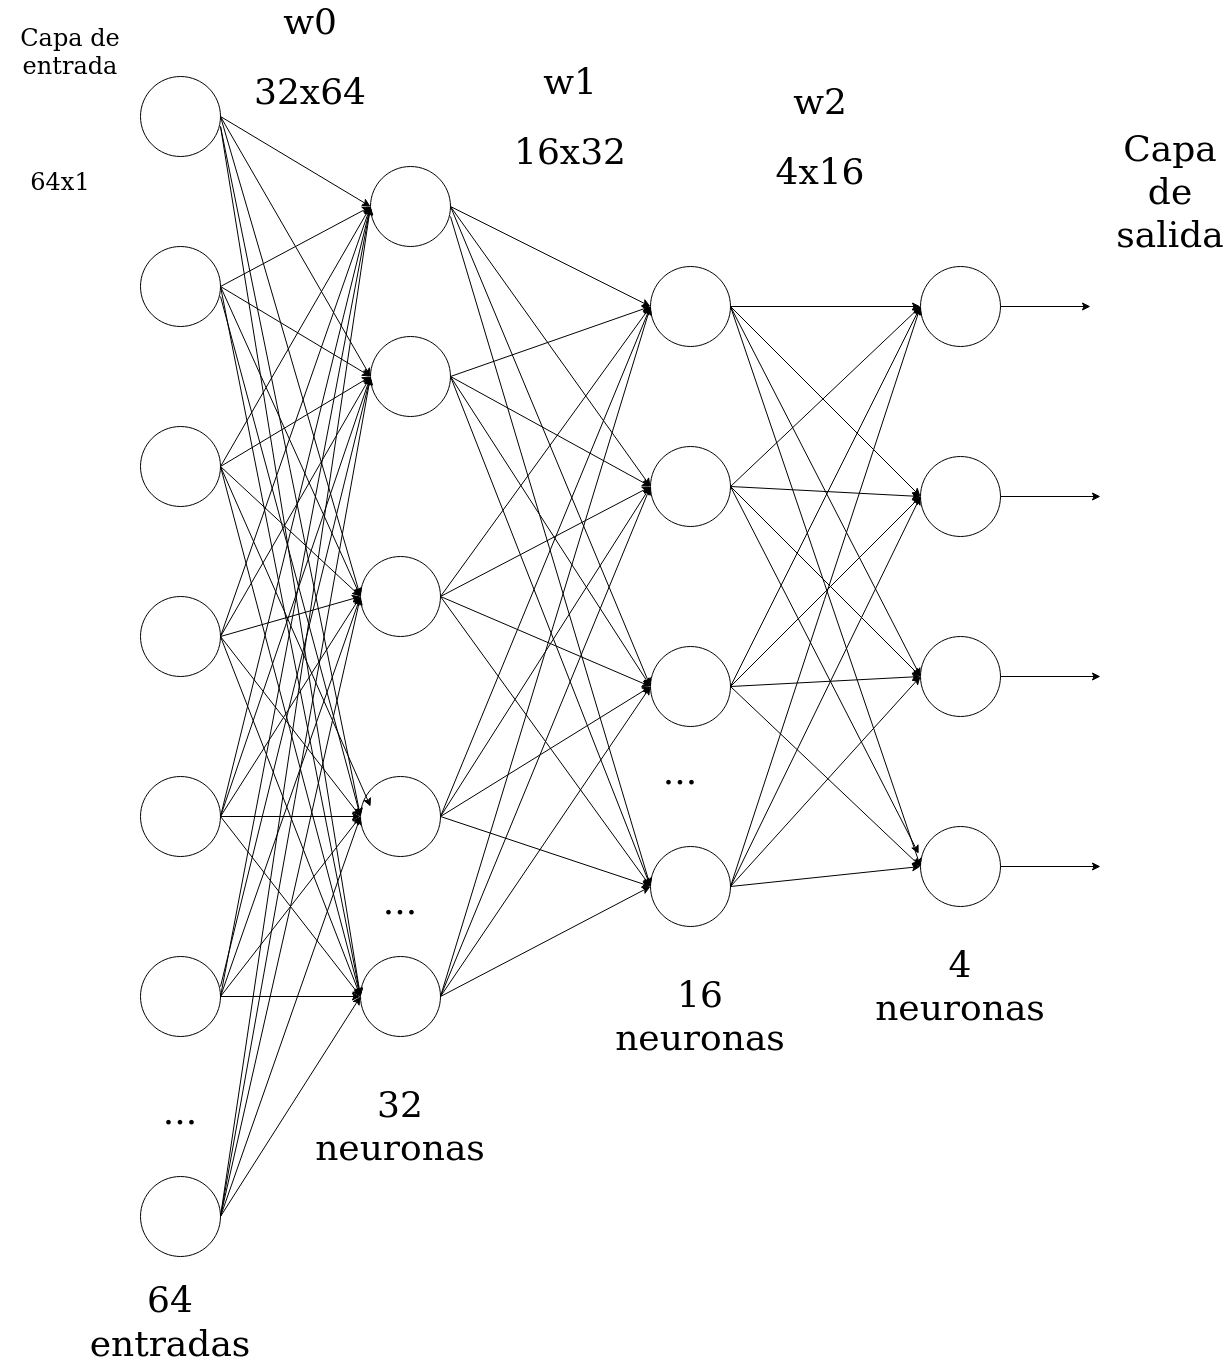 Capa de
entrada
64x1
w0
32x64
w1
16x32
w2
4x16
Capa
de
salida
...
...
...
64
entradas
32
neuronas
16
neuronas
4
neuronas